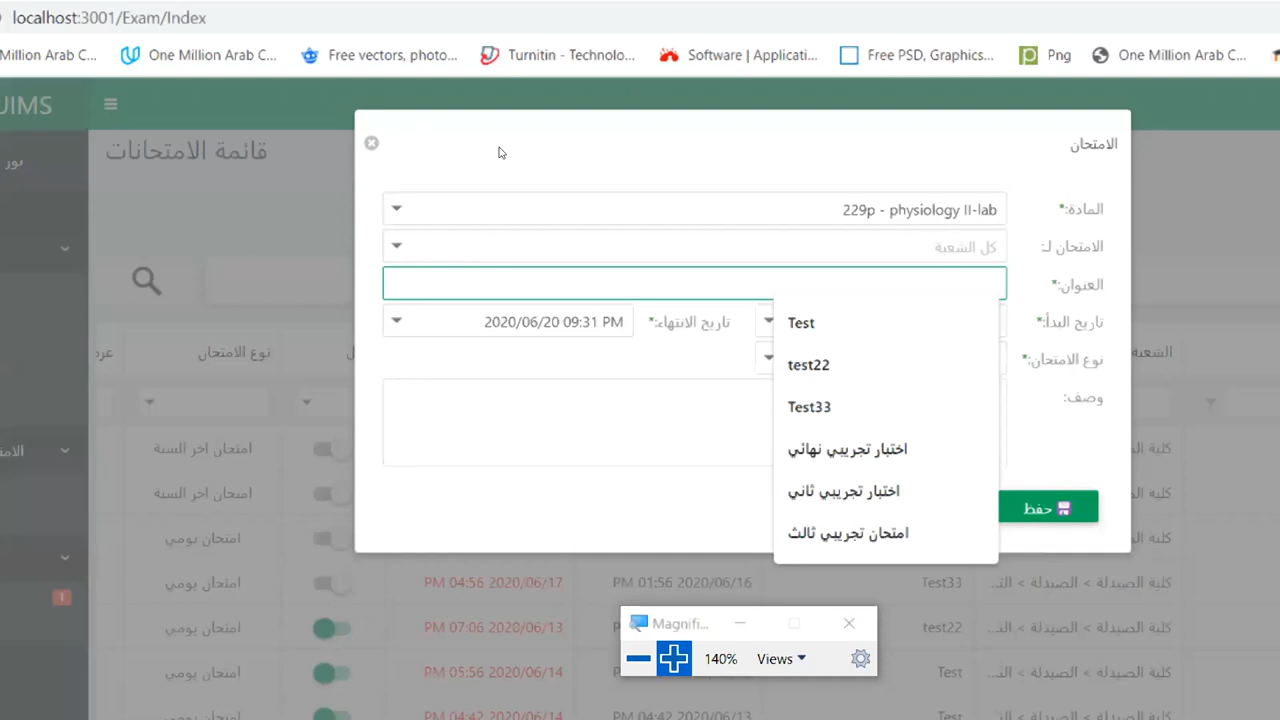 localhost:3001/Exam/Index
Million Arab C...
One Million Arab C...
Free vectors, photo...
Turnitin - Technolo...
Software | Applicati...
Free PSD, Graphics...
Png
One Million Arab C...
UIMS
نور
قائمة الامتحانات
الامتحان
المادة:*
229p - physiology II-lab
الامتحان لـ:
كل الشعبة
العنوان:*
تاريخ البدأ:*
تاريخ الانتهاء:*
2020/06/20 09:31 PM
نوع الامتحان:*
وصف:
Test
test22
Test33
اختبار تجريبي نهائي
اختبار تجريبي ثاني
امتحان تجريبي ثالث
حفظ
الشعبة
نوع الامتحان
امتحان اخر السنة
امتحان اخر السنة
امتحان يومي
كلية الصيدلة > الصيدلة > الت...
Test33
PM 01:56 2020/06/16
PM 04:56 2020/06/17
امتحان يومي
كلية الصيدلة > الصيدلة > الت...
test22
PM 07:06 2020/06/13
امتحان يومي
كلية الصيدلة > الصيدلة > الت...
Test
PM 05:56 2020/06/14
امتحان يومي
PM 04:42 2020/06/13
PM 04:42 2020/06/14
امتحان يومي
1
Magnifi...
140%
Views